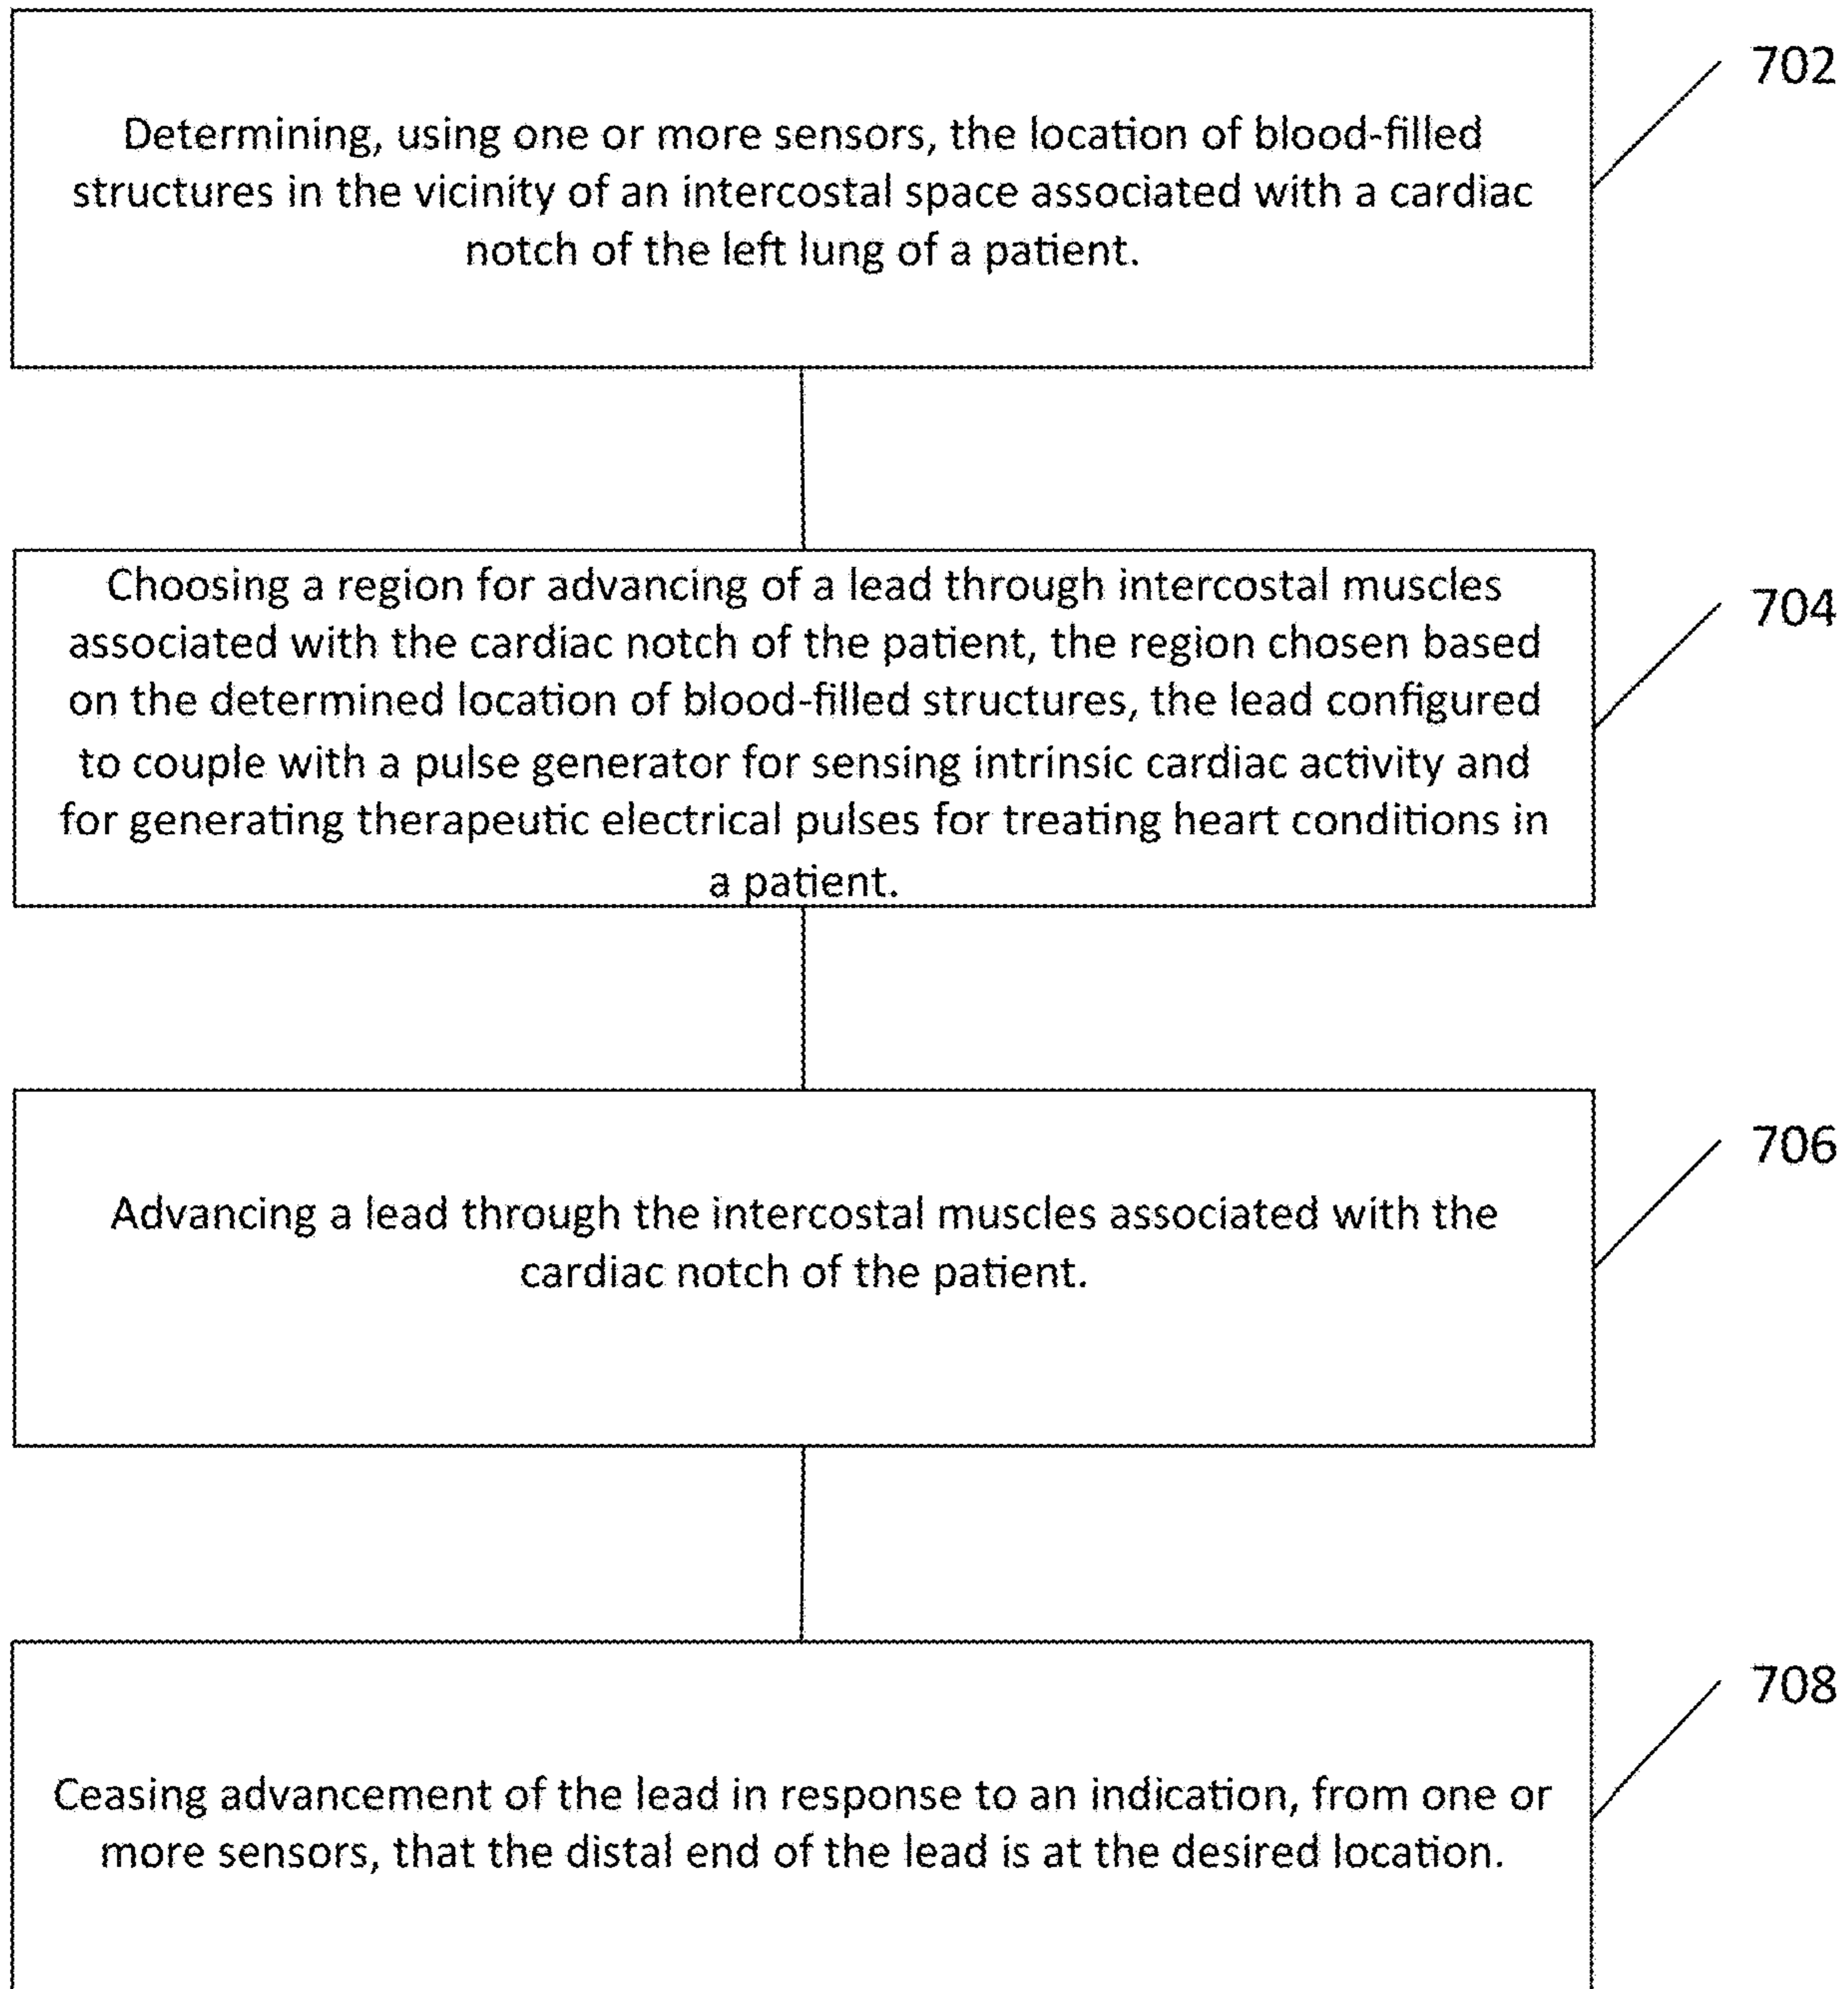 702
Determining, using one or more sensors, the location of blood-filled
structures in the vicinity of an intercostal space associated with a cardiac
notch of the left lung of a patient.
704
Choosing a region for advancing of a lead through intercostal muscles
associated with the cardiac notch of the patient, the region chosen based
on the determined location of blood-filled structures, the lead configured
to couple with a pulse generator for sensing intrinsic cardiac activity and
for generating therapeutic electrical pulses for treating heart conditions in
a patient.
706
Advancing a lead through the intercostal muscles associated with the
cardiac notch of the patient.
708
Ceasing advancement of the lead in response to an indication, from one or
more sensors, that the distal end of the lead is at the desired location.